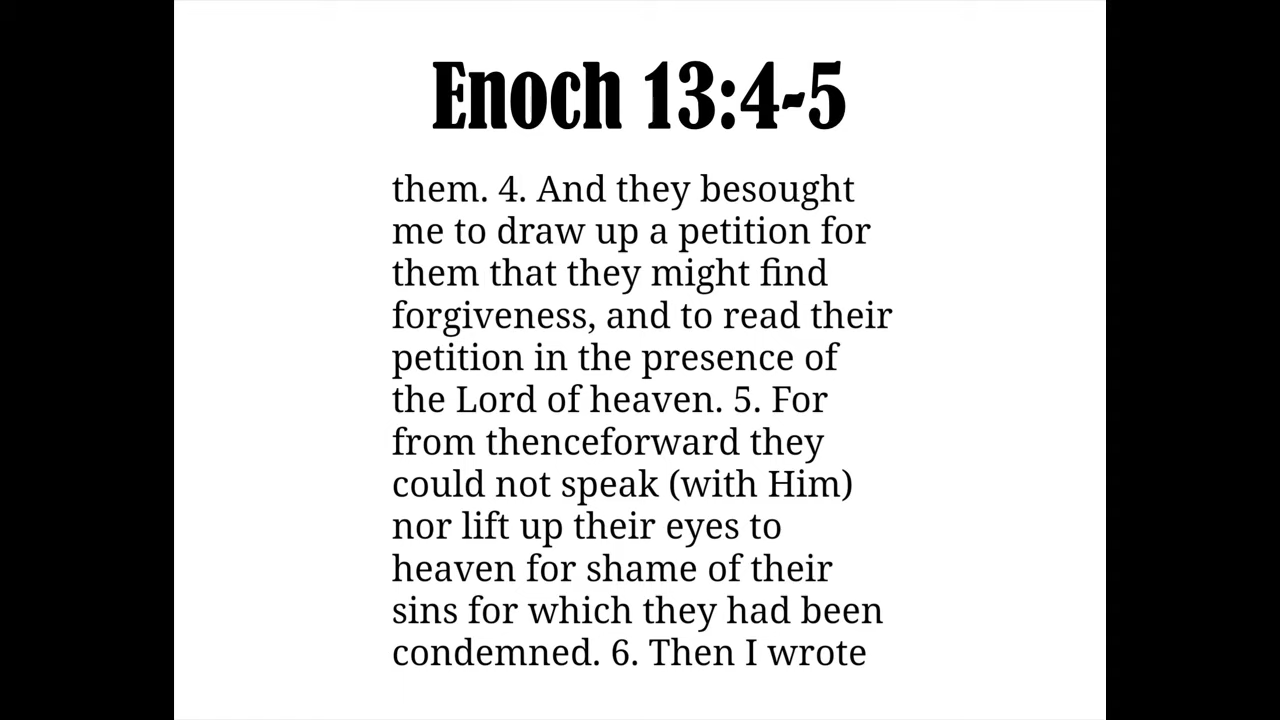 Enoch 13:4-5
them. 4. And they besought
me to draw up a petition for
them that they might find
forgiveness, and to read their
petition in the presence of
the Lord of heaven. 5. For
from thenceforward they
could not speak (with Him)
nor lift up their eyes to
heaven for shame of their
sins for which they had been
condemned. 6. Then I wrote